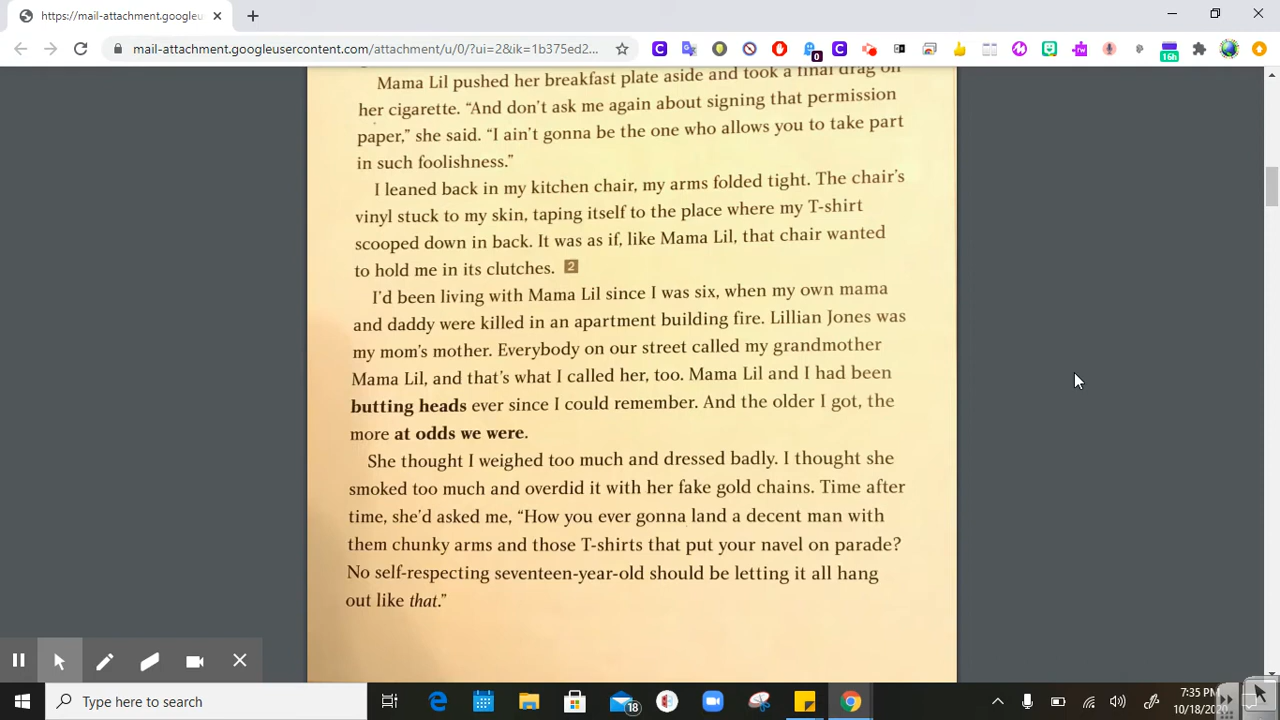 https://mail-attachment.googleu
mail-attachment.googleusercontent.com/attachment/u/0/?ui=2&ik=1b375ed2...
0
16h
Mama Lil pushed her breakfast plate aside and took a final drag on
her cigarette. “And don’t ask me again about signing that permission
paper,” she said. “I ain’t gonna be the one who allows you to take part
in such foolishness.”
I leaned back in my kitchen chair, my arms folded tight. The chair’s
vinyl stuck to my skin, taping itself to the place where my T-shirt
scooped down in back. It was as if, like Mama Lil, that chair wanted
to hold me in its clutches. 2
I’d been living with Mama Lil since I was six, when my own mama
and daddy were killed in an apartment building fire. Lillian Jones was
my mom’s mother. Everybody on our street called my grandmother
Mama Lil, and that’s what I called her, too. Mama Lil and I had been
butting heads ever since I could remember. And the older I got, the
more at odds we were.
She thought I weighed too much and dressed badly. I thought she
smoked too much and overdid it with her fake gold chains. Time after
time, she’d asked me, “How you ever gonna land a decent man with
them chunky arms and those T-shirts that put your navel on parade?
No self-respecting seventeen-year-old should be letting it all hang
out like that.”
Type here to search
18
7:35 PM